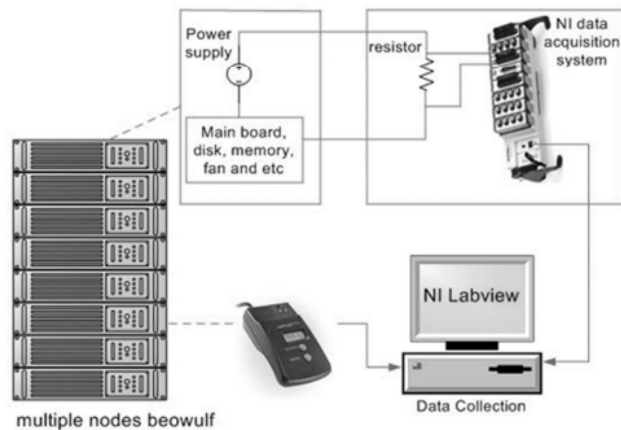 Power
supply
resistor
NI data
acquisition
system
Main board,
disk, memory,
fan and etc
NI Labview
multiple nodes beowulf
Data Collection